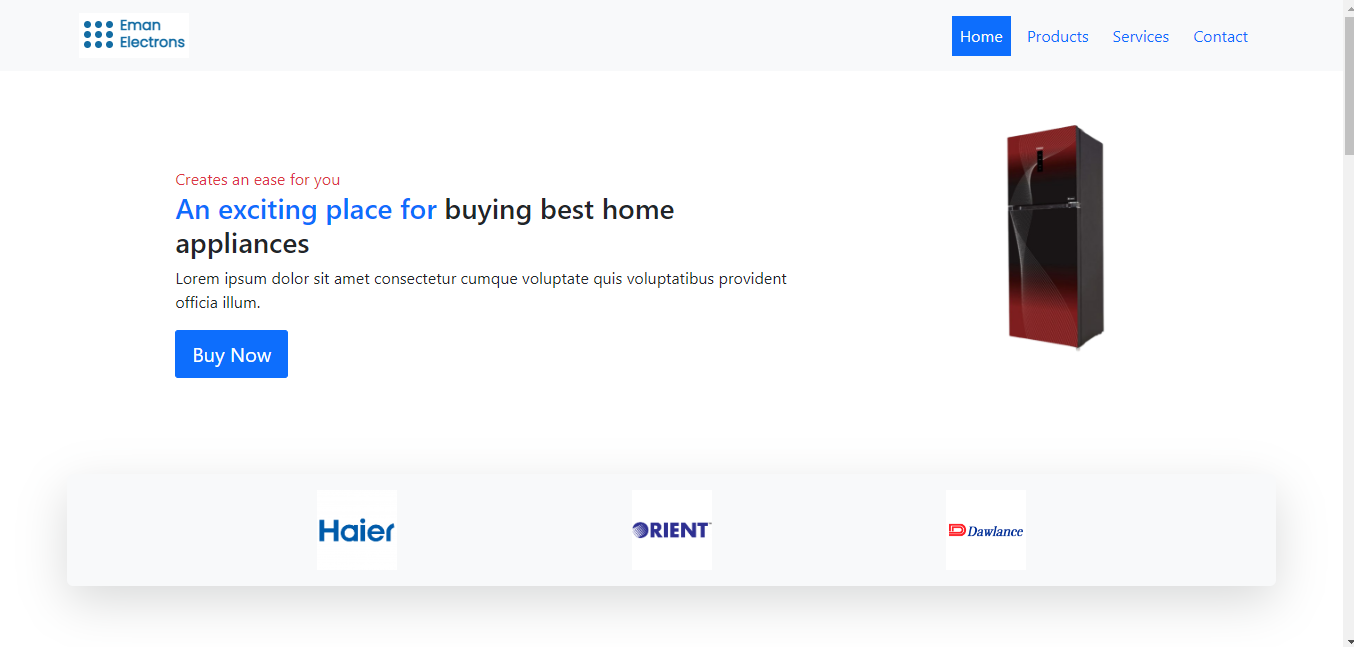 Eman
Electrons
Home Products Services Contact
Creates an ease for you
An exciting place for buying best home
appliances
Lorem ipsum dolor sit amet consectetur cumque voluptate quis voluptatibus provident
officia illum.
Buy Now
Haier ORIENT Dawlance